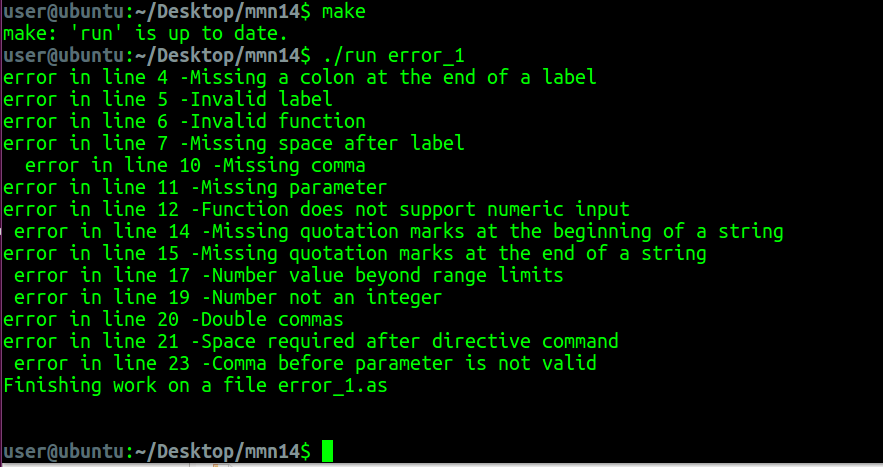 user@ubuntu:~/Desktop/mmn14$ make
make: 'run' is up to date.
user@ubuntu:~/Desktop/mmn14$ ./run error_1
error in line 4 -Missing a colon at the end of a label
error in line 5 -Invalid label
error in line 6 -Invalid function
error in line 7 -Missing space after label
  error in line 10 -Missing comma
error in line 11 -Missing parameter
error in line 12 -Function does not support numeric input
 error in line 14 -Missing quotation marks at the beginning of a string
error in line 15 -Missing quotation marks at the end of a string
 error in line 17 -Number value beyond range limits
 error in line 19 -Number not an integer
error in line 20 -Double commas
error in line 21 -Space required after directive command
 error in line 23 -Comma before parameter is not valid
Finishing work on a file error_1.as
user@ubuntu:~/Desktop/mmn14$